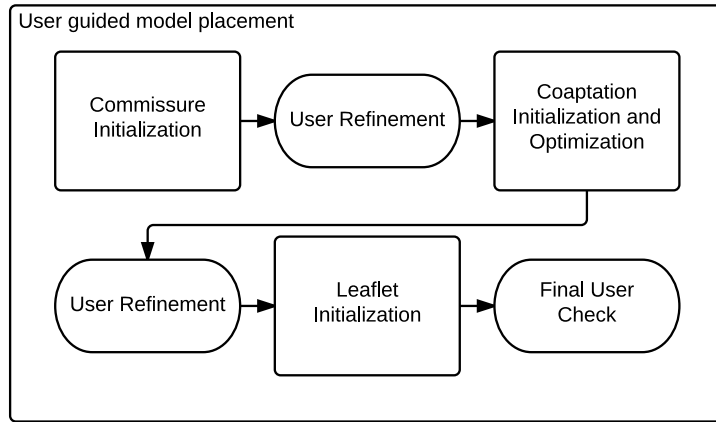 User guided model placement
Commissure
Initialization
User Refinement
Coaptation
Initialization and
Optimization
User Refinement
Leaflet
Initialization
Final User
Check